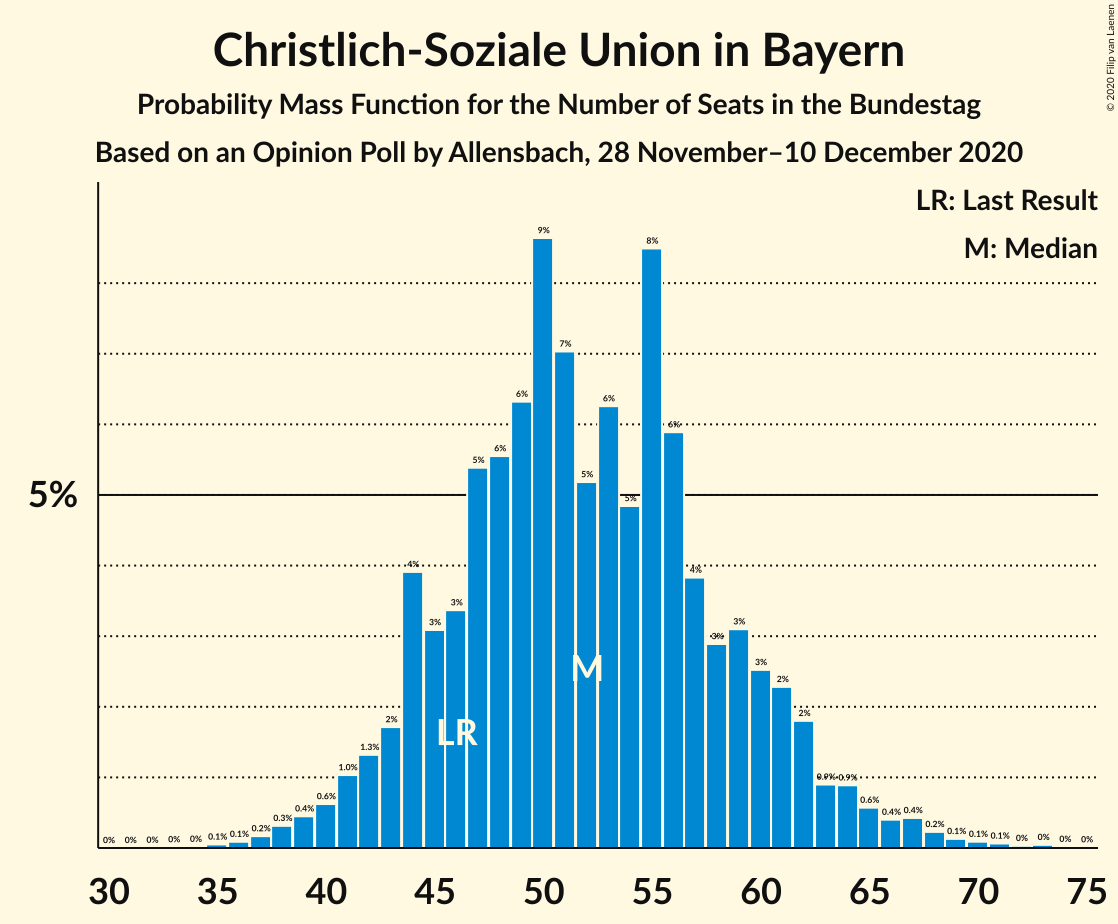 Christlich-Soziale Union in Bayern
Probability Mass Function for the Number of Seats in the Bundestag
Based on an Opinion Poll by Allensbach, 28 November–10 December 2020
© 2020 Filip van Laenen
LR: Last Result
M: Median
5%
0% 0% 0% 0% 0% 0.1% 0.1% 0.2% 0.3% 0.4% 0.6% 1.0% 1.3% 2% 4% 3% 3% 5% 6% 6% 9% 7% 5% 6% 5% 8% 6% 4% 3% 3% 3% 2% 2% 0.9% 0.9% 0.6% 0.4% 0.4% 0.2% 0.1% 0.1% 0.1% 0% 0% 0% 0%
M
LR
30 35 40 45 50 55 60 65 70 75